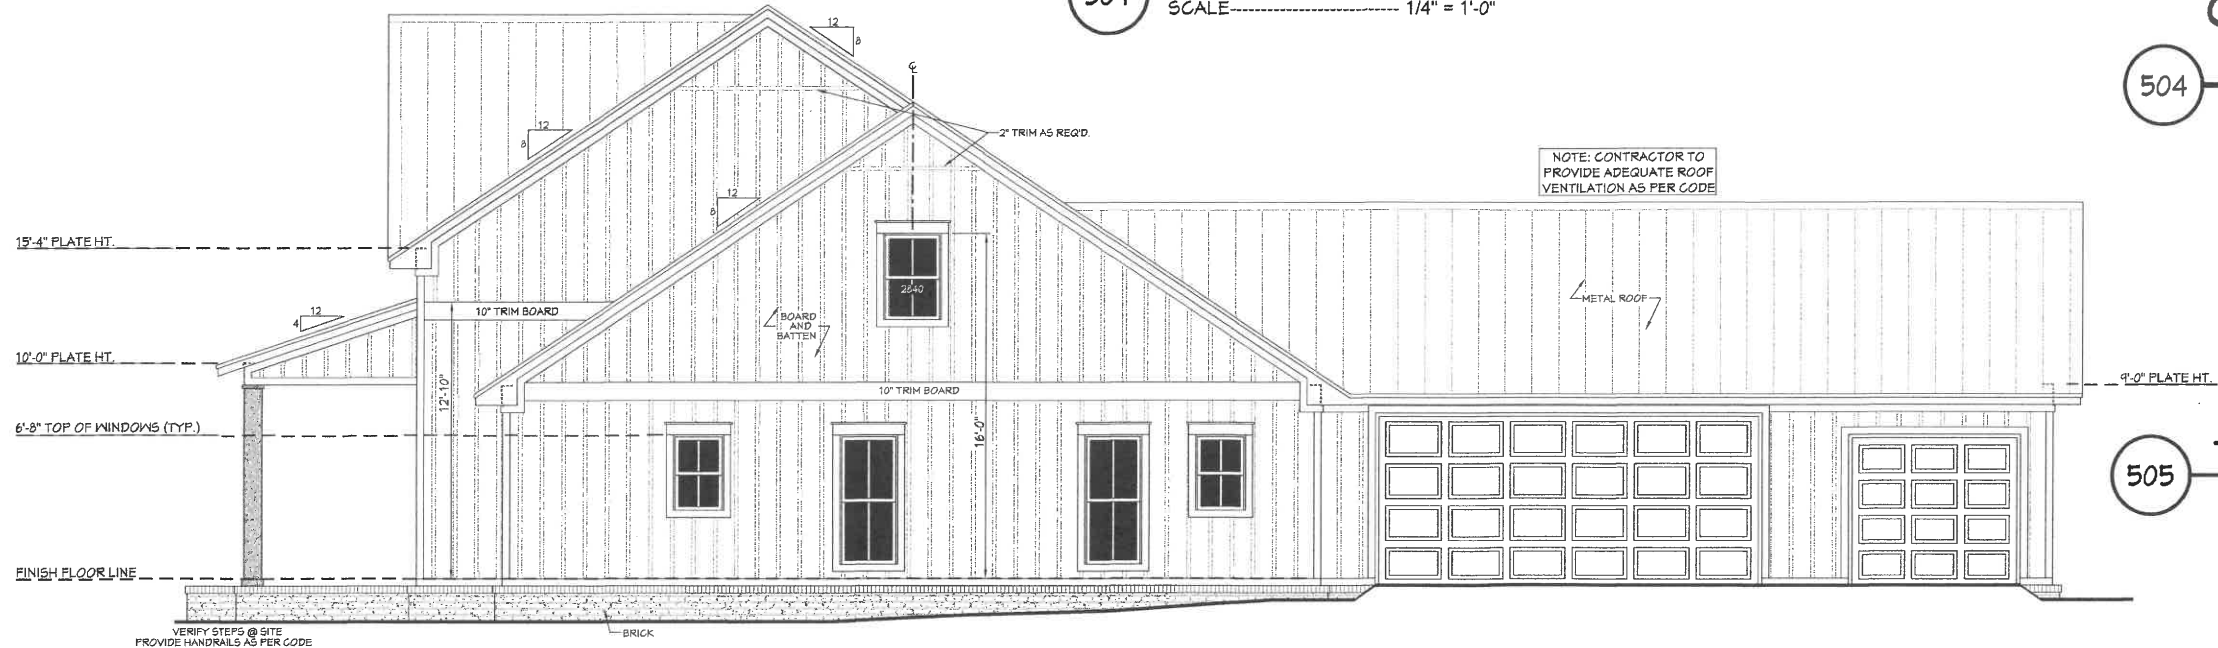 SCALE---------------------------- 1/4" = 1'-0"
12
8
℄
504
12
8
2" TRIM AS REQ'D.
NOTE: CONTRACTOR TO
PROVIDE ADEQUATE ROOF
VENTILATION AS PER CODE
12
8
15'-4" PLATE HT.
2840
METAL ROOF
12
4
10" TRIM BOARD
BOARD
AND
BATTEN
10'-0" PLATE HT.
9'-0" PLATE HT.
12'-10"
10" TRIM BOARD
6'-8" TOP OF WINDOWS (TYP.)
16'-0"
505
FINISH FLOOR LINE
VERIFY STEPS @ SITE
PROVIDE HANDRAILS AS PER CODE
BRICK